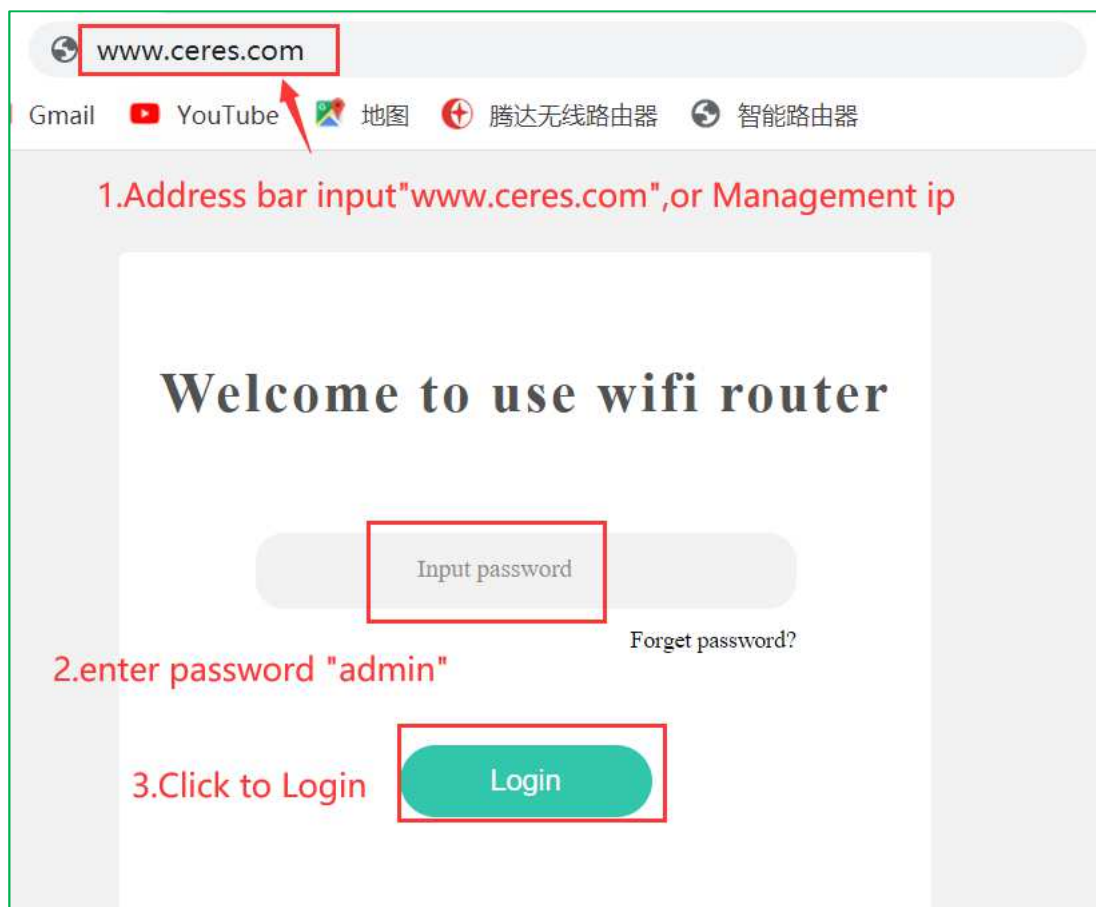 www.ceres.com
Gmail YouTube 地图 腾达无线路由器 智能路由器
1.Address bar input"www.ceres.com",or Management ip
Welcome to use wifi router
Input password
Forget password?
2.enter password "admin"
3.Click to Login
Login